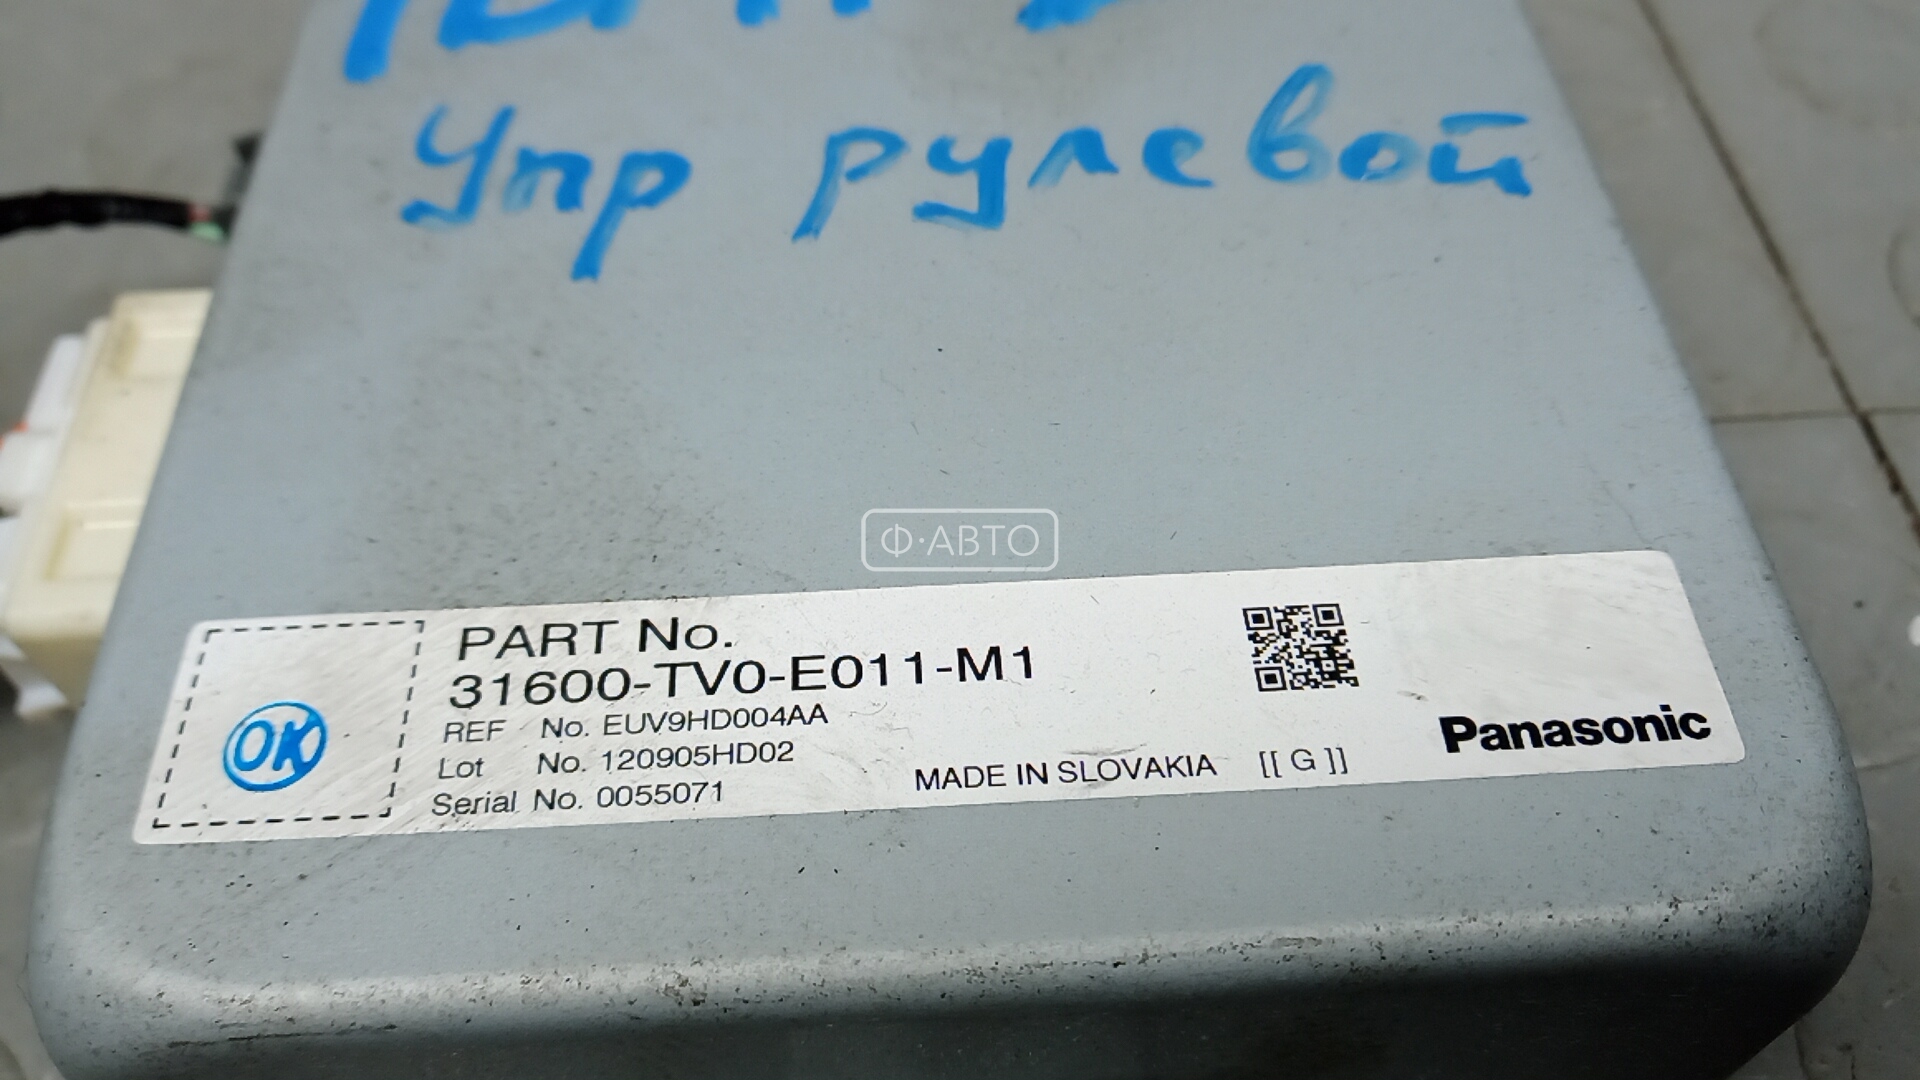 Упр рулевой
Ф·АВТО
PART No.
31600-TV0-E011-M1
REF No. EUV9HD004AA
Lot No. 120905HD02
Serial No. 0055071
OK
MADE IN SLOVAKIA [[ G ]]
Panasonic